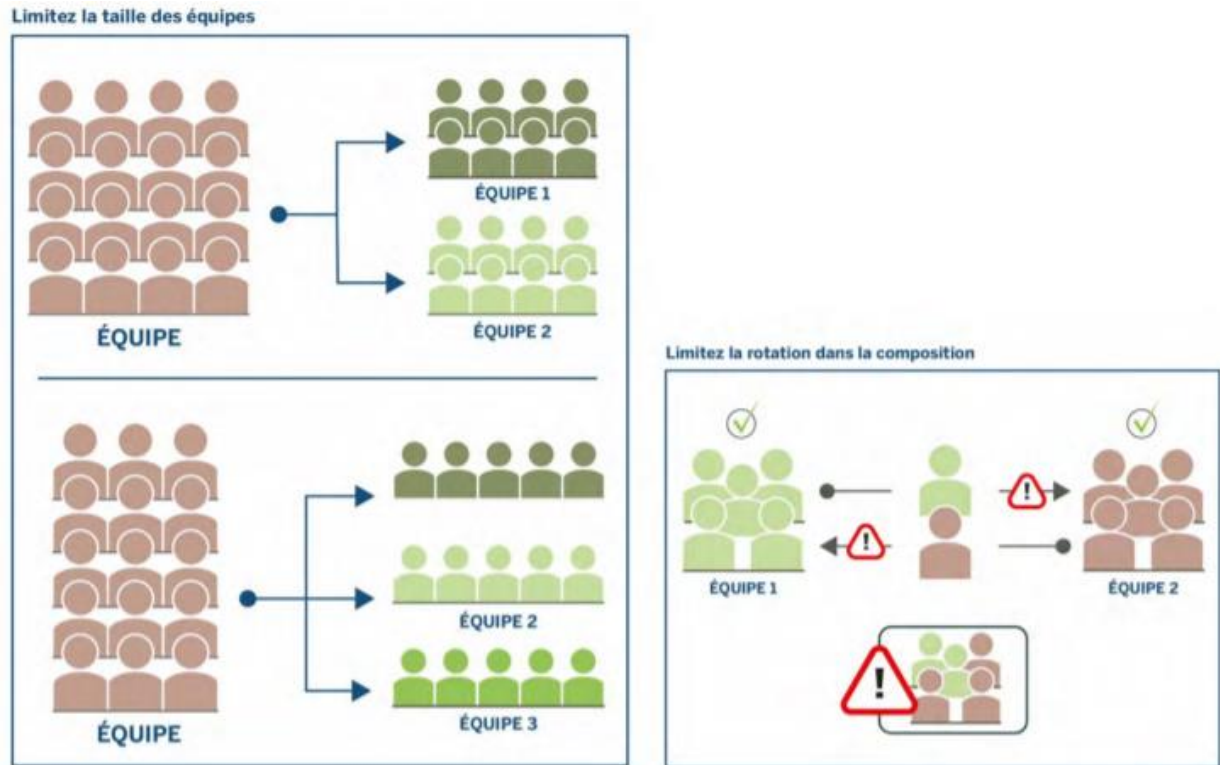 Limitez la taille des équipes
ÉQUIPE 1
ÉQUIPE 2
ÉQUIPE
ÉQUIPE 2
ÉQUIPE 3
ÉQUIPE
Limitez la rotation dans la composition
!
!
ÉQUIPE 1
ÉQUIPE 2
!